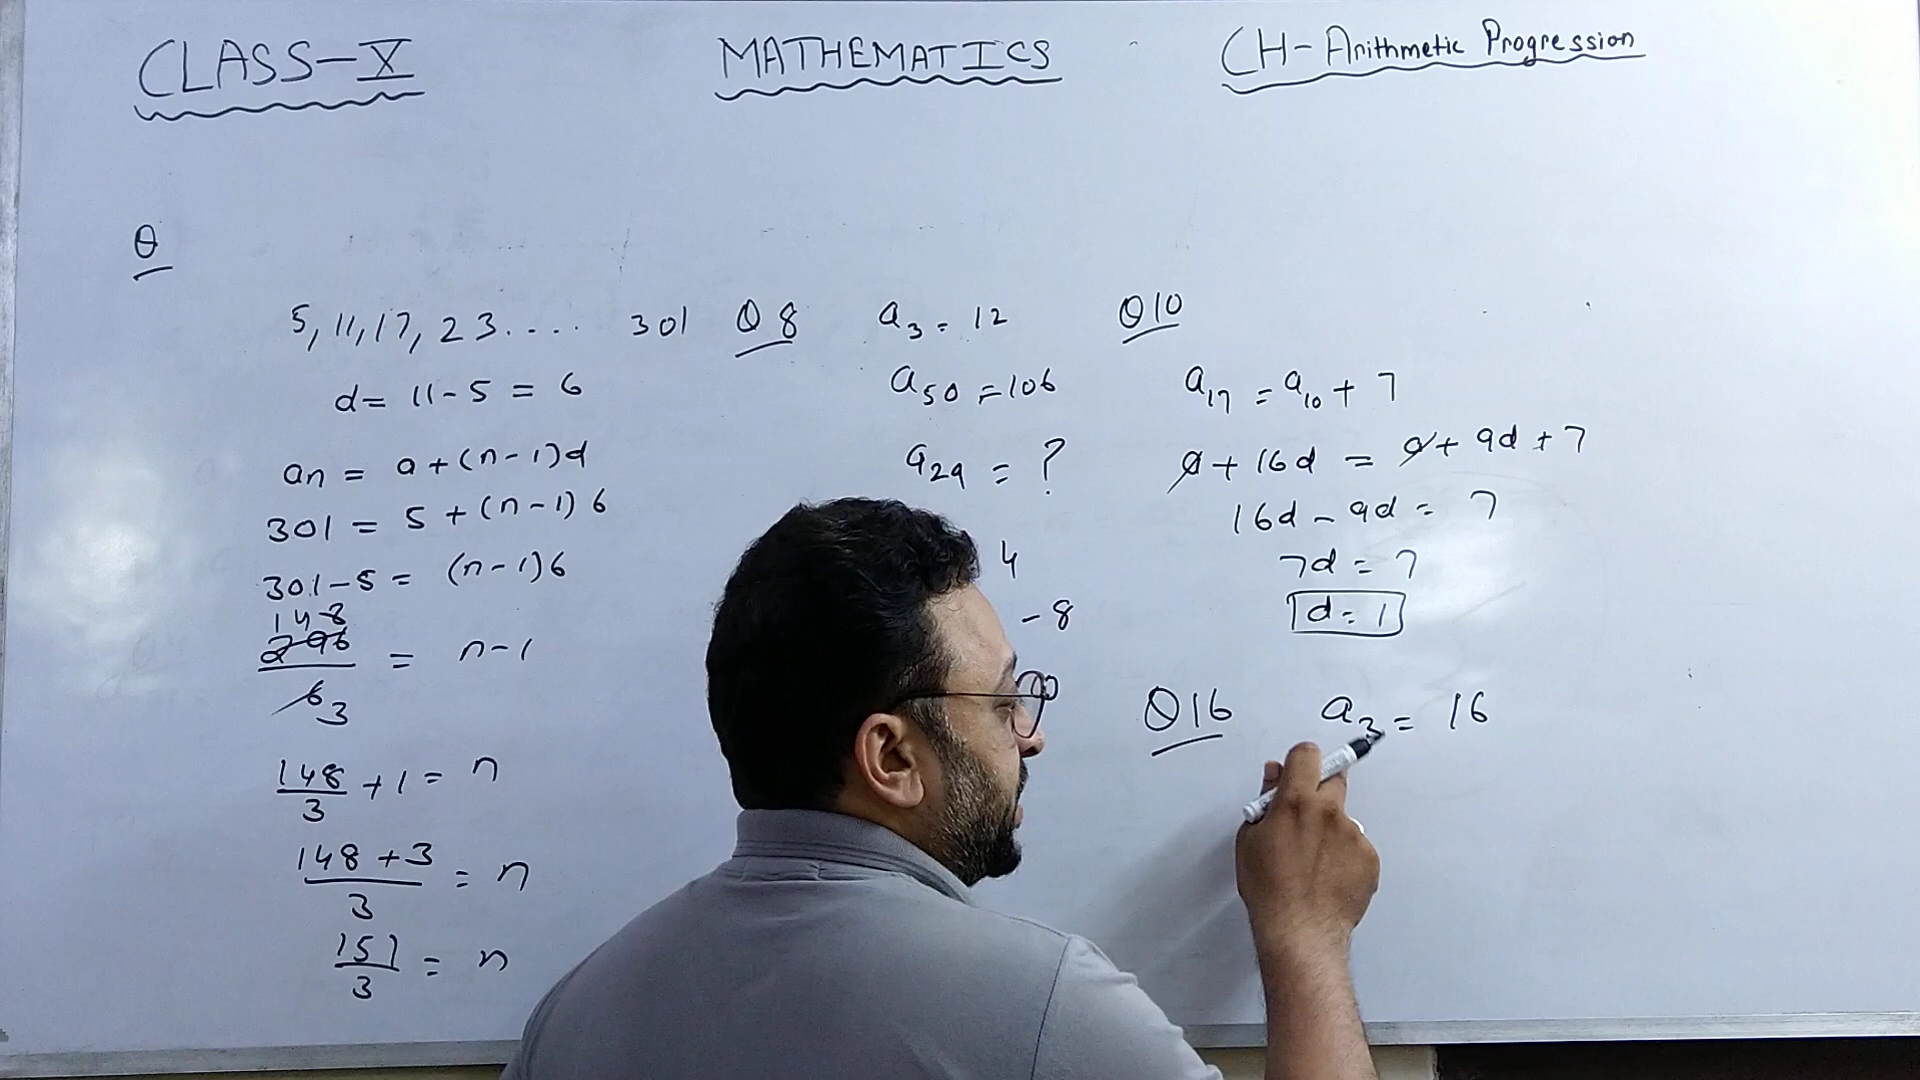 CLASS-X
MATHEMATICS
CH-Arithmetic Progression
Q
5, 11, 17, 23.... 301
d = 11-5 = 6
an = a+(n-1)d
301 = 5+(n-1)6
301-5 = (n-1)6
148
296/6 = n-1
3
148/3 + 1 = n
148+3/3 = n
151/3 = n
Q8 a3 = 12
a50 = 106
a29 = ?
4
-8
Q10
a17 = a10 + 7
a + 16d = a + 9d + 7
16d - 9d = 7
7d = 7
d = 1
Q16 a3 = 16